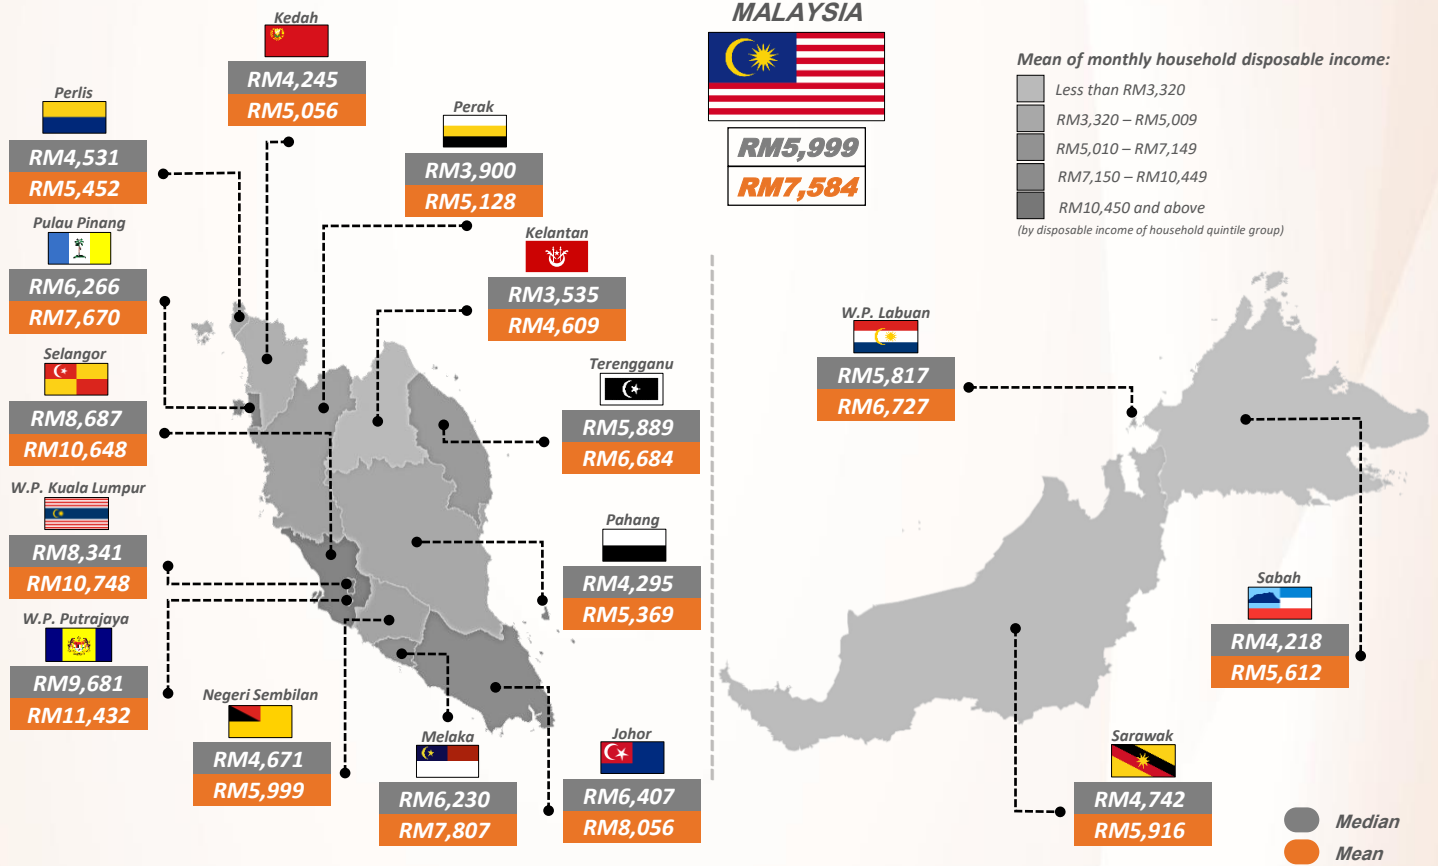 MALAYSIA
RM5,999
RM7,584
Mean of monthly household disposable income:
Less than RM3,320
RM3,320 – RM5,009
RM5,010 – RM7,149
RM7,150 – RM10,449
RM10,450 and above
(by disposable income of household quintile group)
Kedah
RM4,245
RM5,056
Perlis
RM4,531
RM5,452
Perak
RM3,900
RM5,128
Pulau Pinang
RM6,266
RM7,670
Kelantan
RM3,535
RM4,609
Selangor
RM8,687
RM10,648
Terengganu
RM5,889
RM6,684
W.P. Kuala Lumpur
RM8,341
RM10,748
Pahang
RM4,295
RM5,369
W.P. Putrajaya
RM9,681
RM11,432
Negeri Sembilan
RM4,671
RM5,999
Melaka
RM6,230
RM7,807
Johor
RM6,407
RM8,056
W.P. Labuan
RM5,817
RM6,727
Sabah
RM4,218
RM5,612
Sarawak
RM4,742
RM5,916
Median
Mean